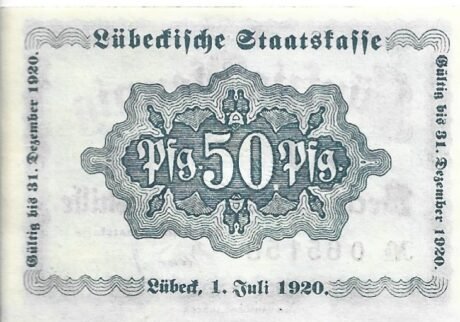 Lübeckische Staatskasse
Gültig bis 31. Dezember 1920.
Pfg 50 Pfg.
Gültig bis 31. Dezember 1920.
Lübeck, 1. Juli 1920.